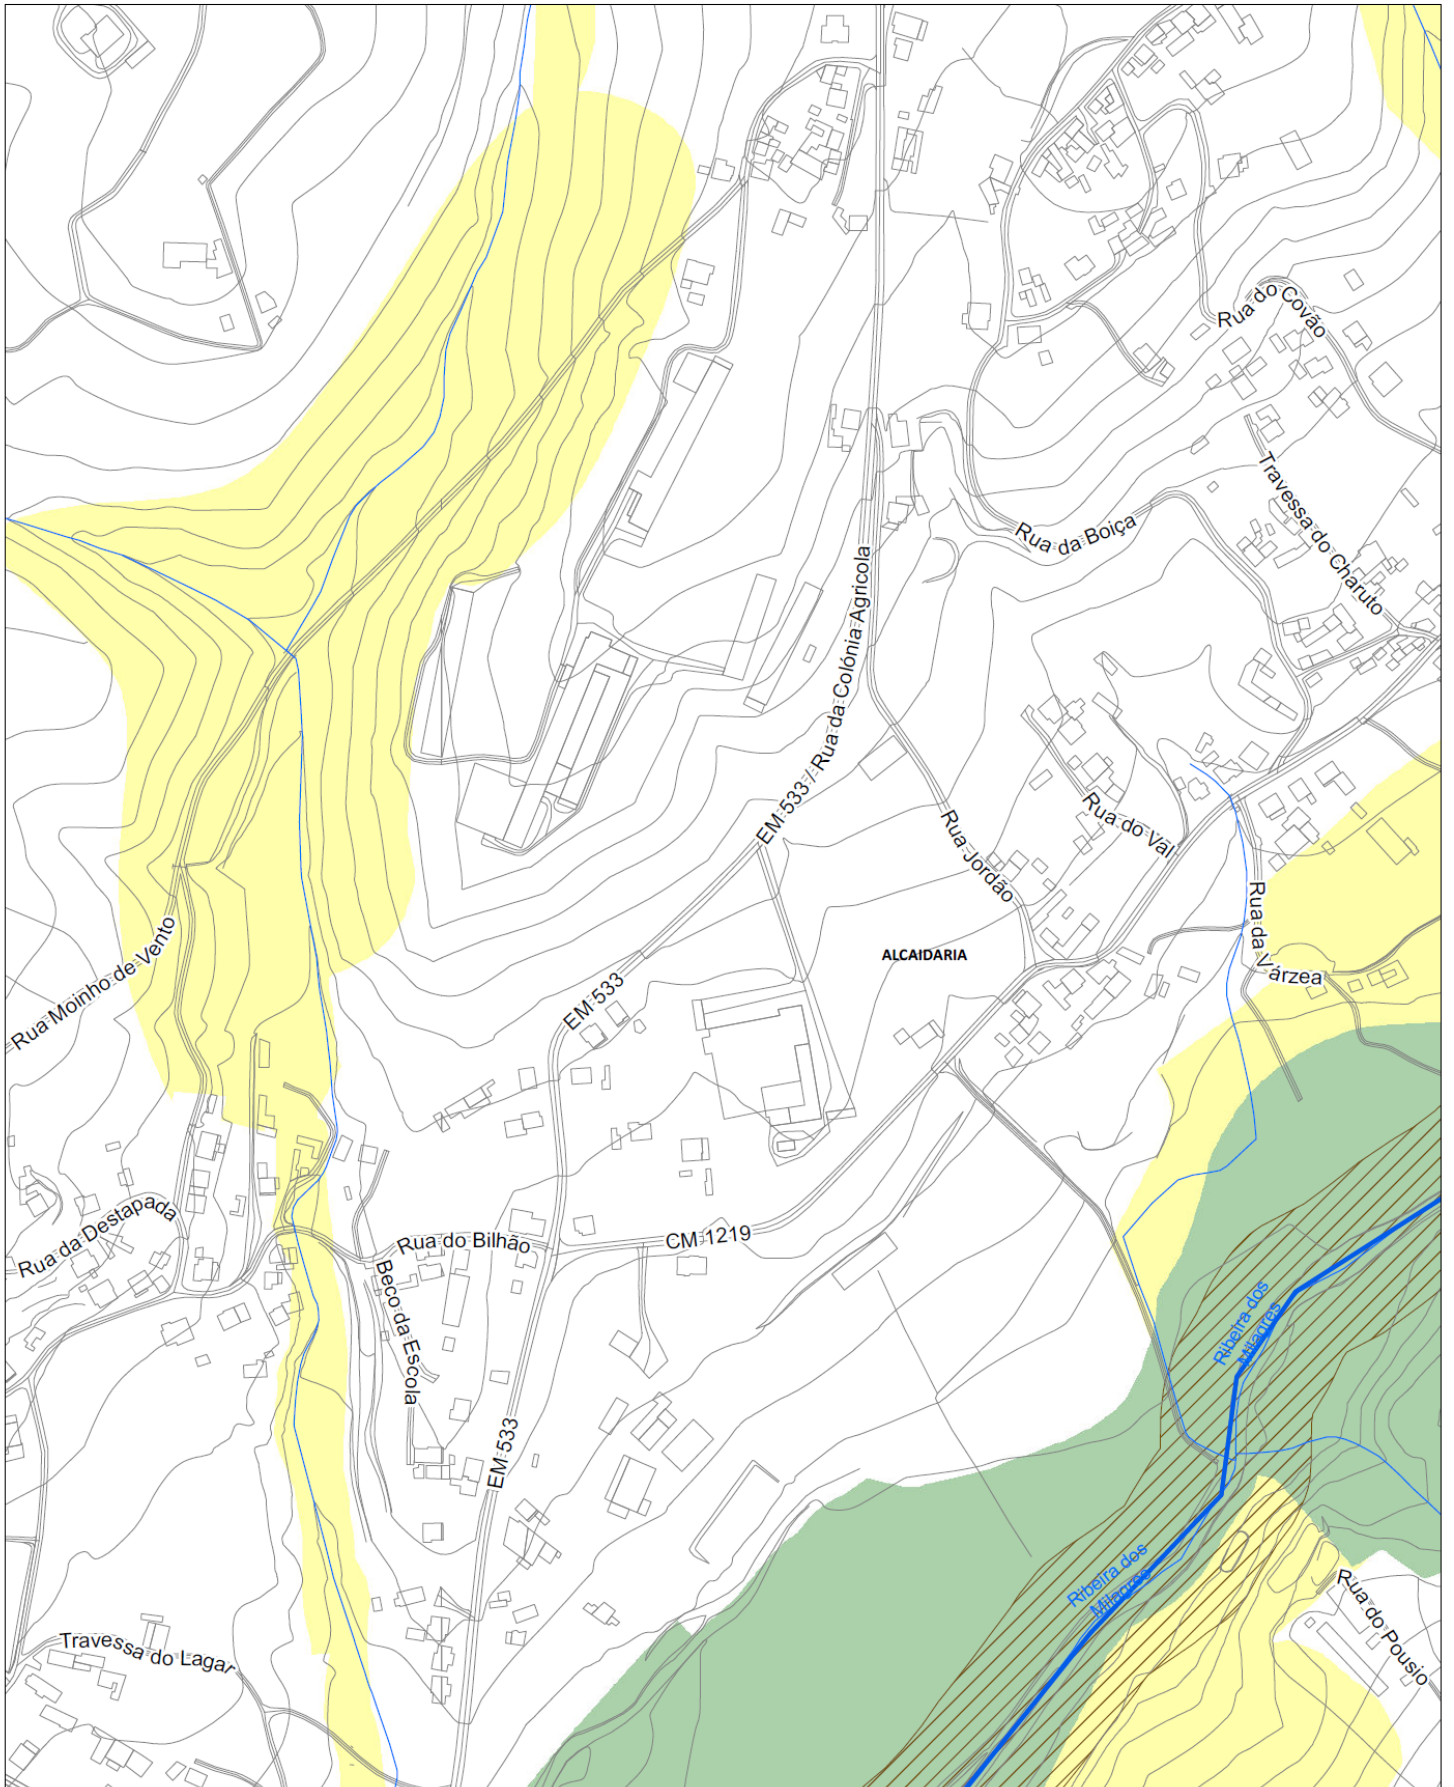 Rua do Covão
Travessa do Charuto
Rua da Boiça
EM 533 / Rua da Colónia Agricola
Rua do Val
Rua Jordão
Rua da Várzea
ALCAIDARIA
Rua Moinho de Vento
EM 533
Rua da Destapada
Rua do Bilhão
CM 1219
Beco da Escola
Ribeira dos
Milagres
EM 533
Ribeira dos
Milagres
Rua do Pousio
Travessa do Lagar